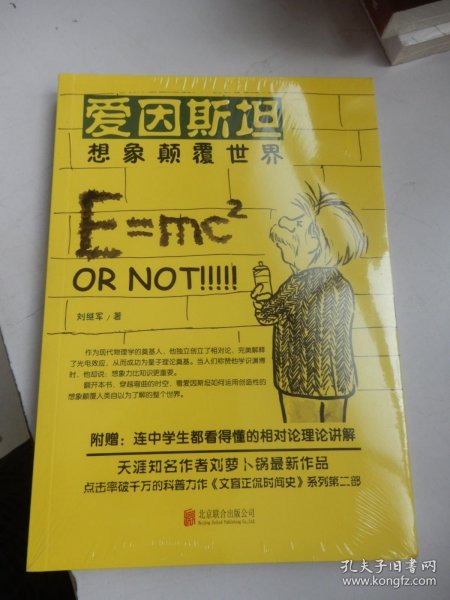 爱因斯坦
想象颠覆世界
E=mc²
OR NOT!!!!!
刘继军／著
作为现代物理学的奠基人，他独立创立了相对论，完美解释
了光电效应，从而成为量子理论奠基。当人们称赞他学识渊博
时，他却说：想象力比知识更重要。
翻开本书，穿越弯曲的时空，看爱因斯坦如何运用创造性的
想象颠覆人类自以为了解的整个世界。
附赠：连中学生都看得懂的相对论理论讲解
天涯知名作者刘萝卜锅最新作品
点击率破千万的科普力作《文盲正侃时间史》系列第二部
北京联合出版公司
Beijing United Publishing Co.,Ltd.
孔夫子旧书网
www.kongfz.com